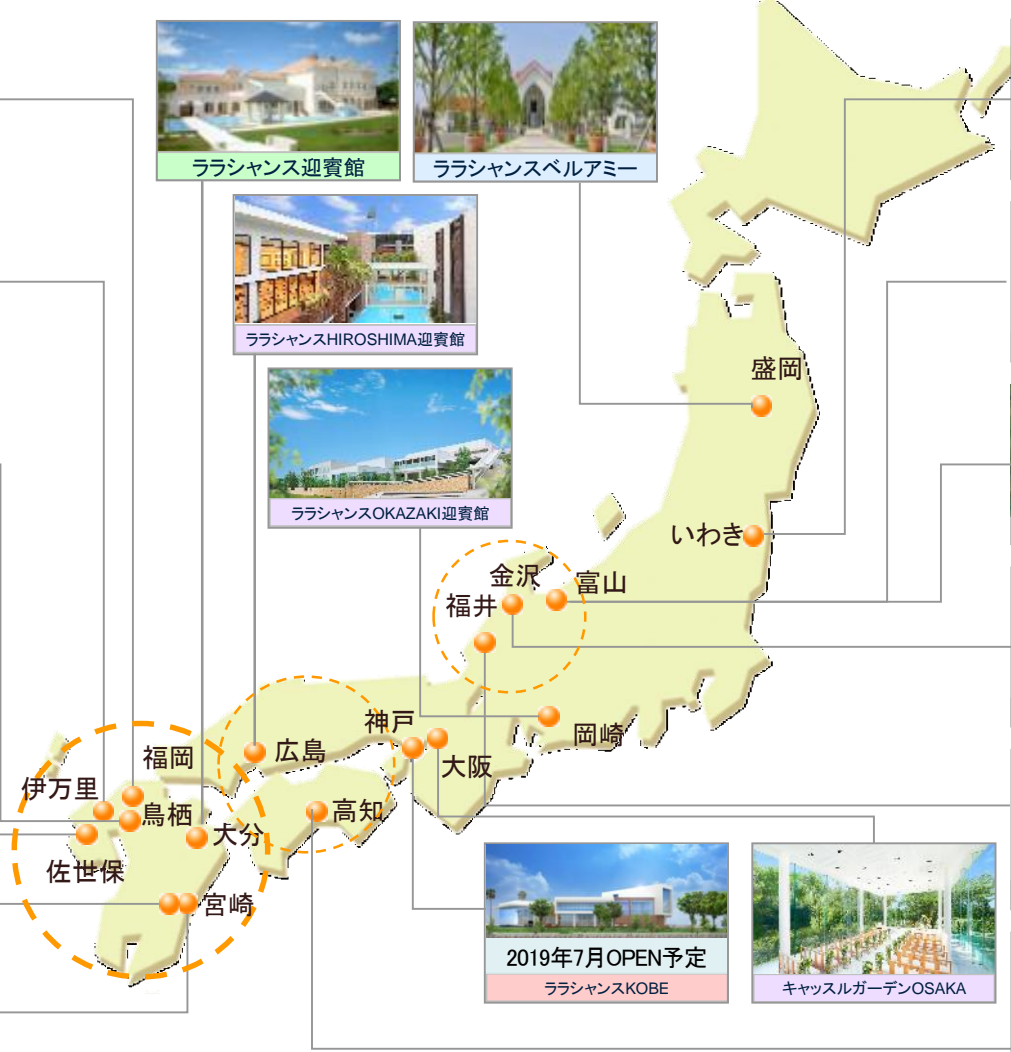 ララシャンス迎賓館
ララシャンスベルアミー
ララシャンスHIROSHIMA迎賓館
盛岡
ララシャンスOKAZAKI迎賓館
いわき
金沢
富山
福井
神戸
岡崎
広島
大阪
福岡
伊万里
高知
鳥栖
大分
佐世保
宮崎
2019年7月OPEN予定
ララシャンスKOBE
キャッスルガーデンOSAKA